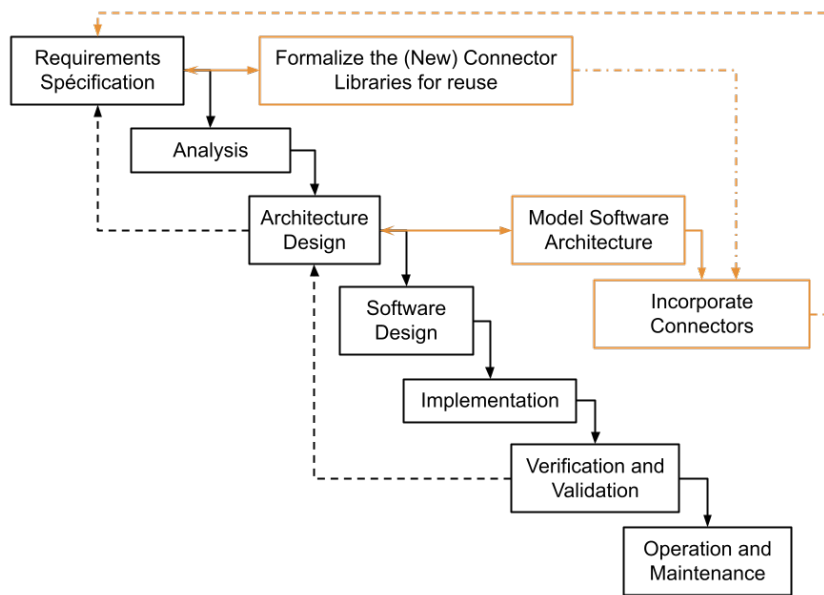 Requirements
Spécification
Formalize the (New) Connector
Libraries for reuse
Analysis
Architecture
Design
Model Software
Architecture
Software
Design
Incorporate
Connectors
Implementation
Verification and
Validation
Operation and
Maintenance